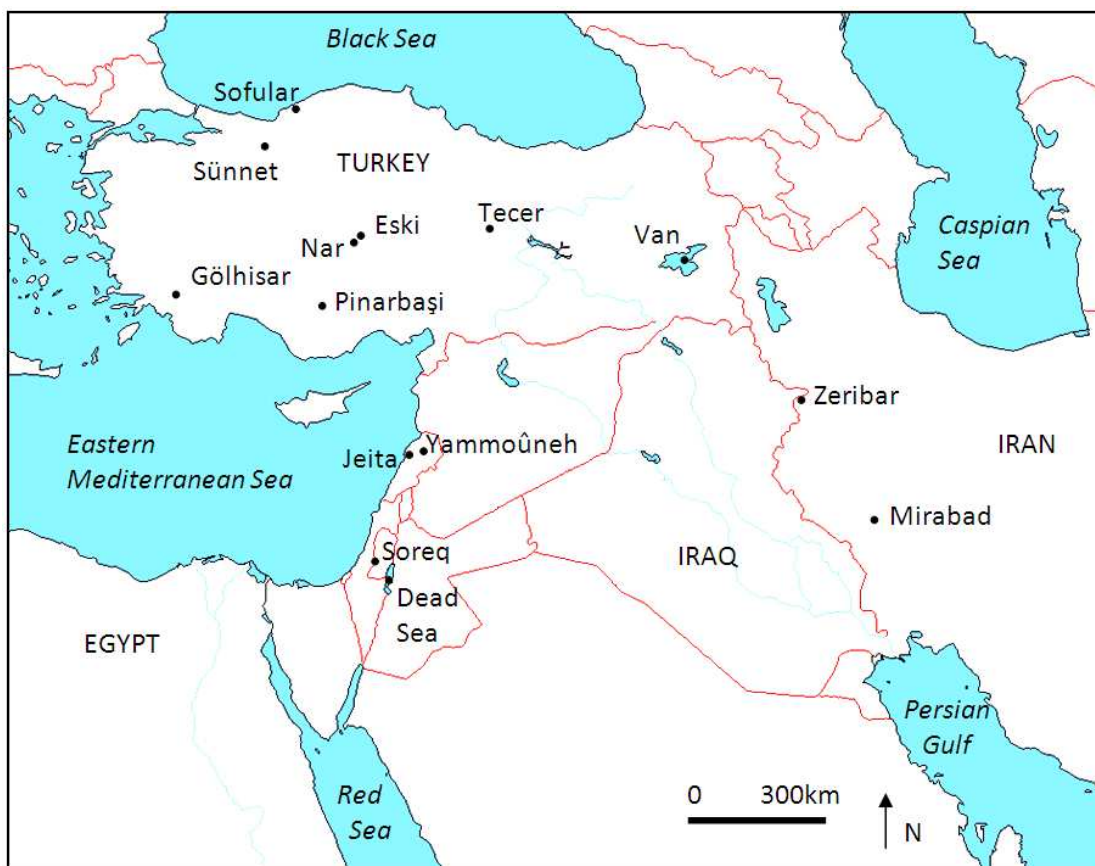 Black Sea
Sofular
Sünnet
TURKEY
Eski
Nar
Tecer
Van
Caspian
Sea
Gölhisar
Pinarbaşi
Zeribar
Eastern
Mediterranean Sea
Jeita
Yammoûneh
IRAN
Mirabad
Soreq
IRAQ
Dead
Sea
EGYPT
Persian
Gulf
Red
Sea
0 300km
N